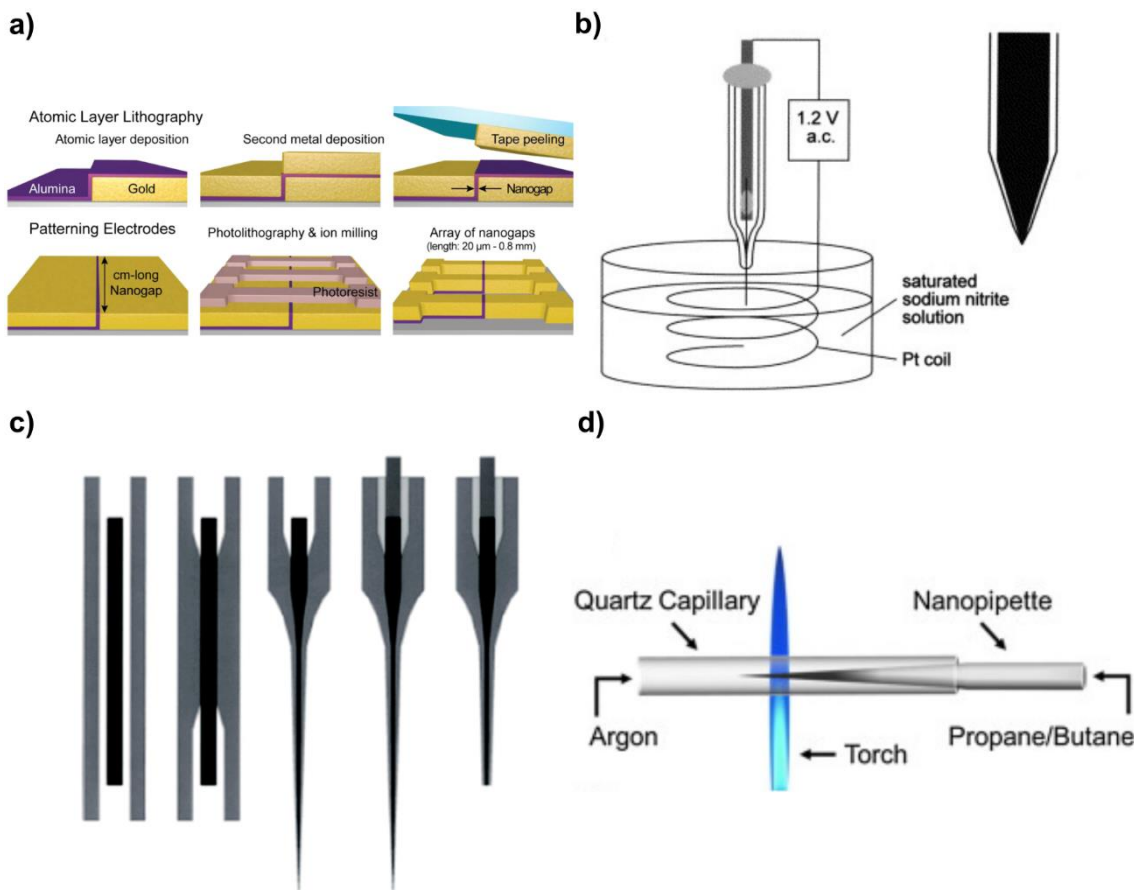 a)
Atomic Layer Lithography
Atomic layer deposition
Second metal deposition
Tape peeling
Alumina
Gold
Nanogap
Patterning Electrodes
Photolithography & ion milling
Array of nanogaps
(length: 20 µm - 0.8 mm)
cm-long
Nanogap
Photoresist
b)
1.2 V
a.c.
saturated
sodium nitrite
solution
Pt coil
c)
d)
Quartz Capillary
Nanopipette
Argon
Torch
Propane/Butane